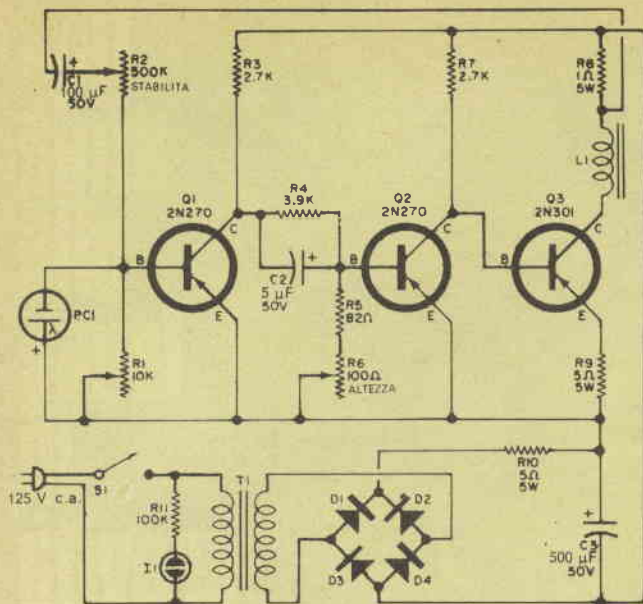 R2
500K
STABILITA
+
C1
100 µF
50V
R3
2.7K
R7
2.7K
R8
1Ω
5W
L1
Q1
2N270
R4
3.9K
Q2
2N270
Q3
2N301
C
C
C
B
B
B
C2
5 µF
50V
+
R5
82Ω
E
E
E
PC1
λ
+
R1
10K
R6
100Ω
ALTEZZA
R9
5Ω
5W
R10
5Ω
5W
125 V c.a.
S1
R11
100K
I1
T1
D1
D2
D3
D4
+
C3
500 µF
50V